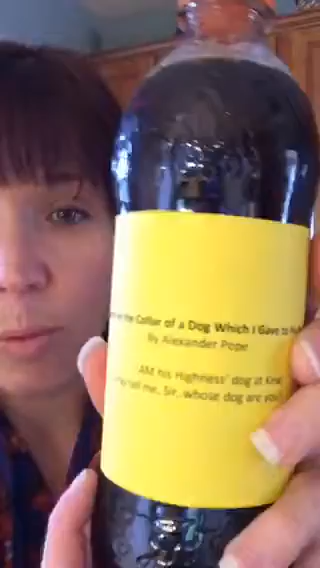 the Collar of a Dog Which I Gave to
By Alexander Pope
AM his Highness' dog at Kew
tell me, Sir, whose dog are you